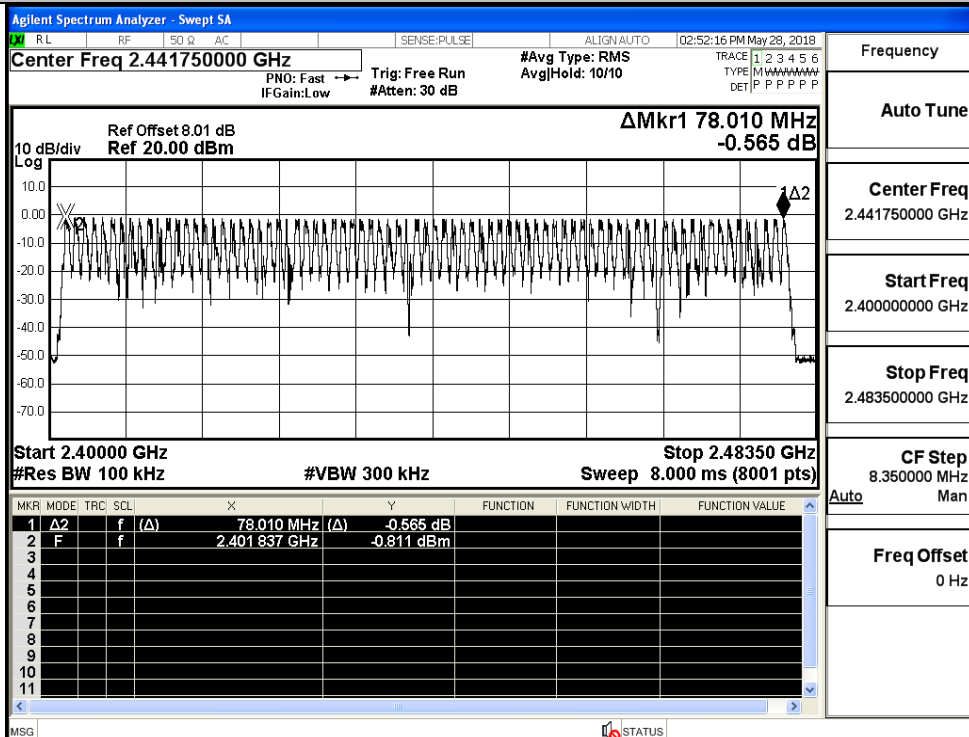 Agilent Spectrum Analyzer - Swept SA
LXI RL RF 50 Ω AC SENSE:PULSE ALIGN AUTO 02:52:16 PM May 28, 2018
Center Freq 2.441750000 GHz
PNO: Fast
IFGain:Low
Trig: Free Run
#Atten: 30 dB
#Avg Type: RMS
Avg|Hold: 10/10
TRACE 1 2 3 4 5 6
TYPE M WWWWW
DET P P P P P P
ΔMkr1 78.010 MHz
-0.565 dB
Ref Offset 8.01 dB
10 dB/div Ref 20.00 dBm
Log
10.0
0.00
-10.0
-20.0
-30.0
-40.0
-50.0
-60.0
-70.0
1Δ2
2
Start 2.40000 GHz Stop 2.48350 GHz
#Res BW 100 kHz #VBW 300 kHz Sweep 8.000 ms (8001 pts)
MKR MODE TRC SCL X Y FUNCTION FUNCTION WIDTH FUNCTION VALUE
1 Δ2 f (Δ) 78.010 MHz (Δ) -0.565 dB
2 F f 2.401 837 GHz -0.811 dBm
3
4
5
6
7
8
9
10
11
MSG STATUS
Frequency
Auto Tune
Center Freq
2.441750000 GHz
Start Freq
2.400000000 GHz
Stop Freq
2.483500000 GHz
CF Step
8.350000 MHz
Auto Man
Freq Offset
0 Hz